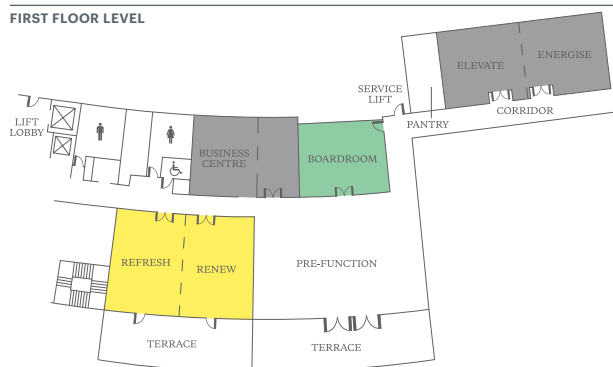 FIRST FLOOR LEVEL
ELEVATE
ENERGISE
SERVICE
LIFT
PANTRY
CORRIDOR
LIFT
LOBBY
BUSINESS
CENTRE
BOARDROOM
REFRESH
RENEW
PRE-FUNCTION
TERRACE
TERRACE